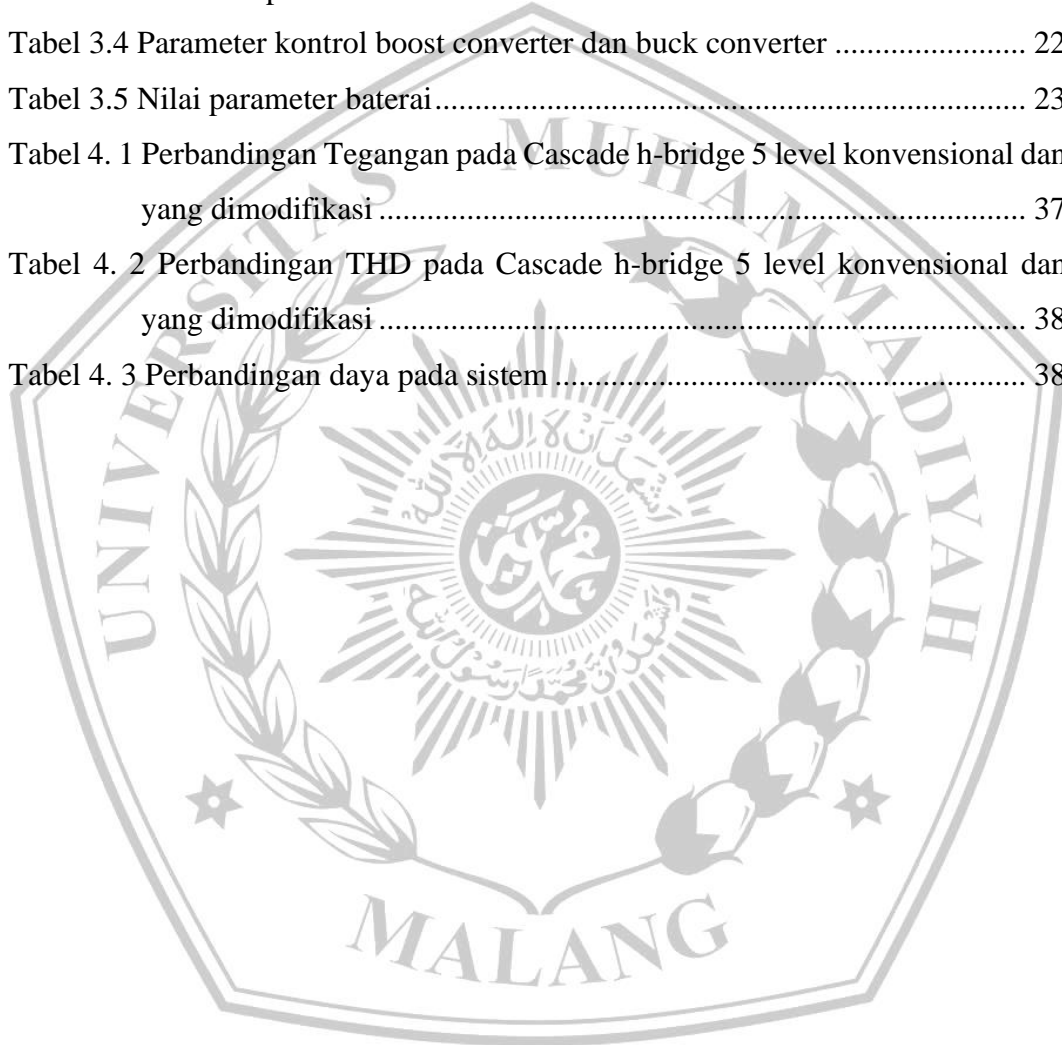 Tabel 3.4 Parameter kontrol boost converter dan buck converter ........................ 22
Tabel 3.5 Nilai parameter baterai ............................................................................ 23
Tabel 4. 1 Perbandingan Tegangan pada Cascade h-bridge 5 level konvensional dan
yang dimodifikasi ................................................................................... 37
Tabel 4. 2 Perbandingan THD pada Cascade h-bridge 5 level konvensional dan
yang dimodifikasi ................................................................................... 38
Tabel 4. 3 Perbandingan daya pada sistem ............................................................ 38
UNIVERSITAS MUHAMMADIYAH
MALANG